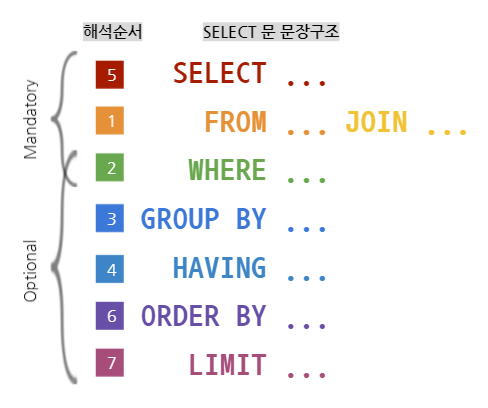 해석순서 SELECT 문 문장구조
Mandatory
5 SELECT ...
1 FROM ... JOIN ...
2 WHERE ...
Optional
3 GROUP BY ...
4 HAVING ...
6 ORDER BY ...
7 LIMIT ...